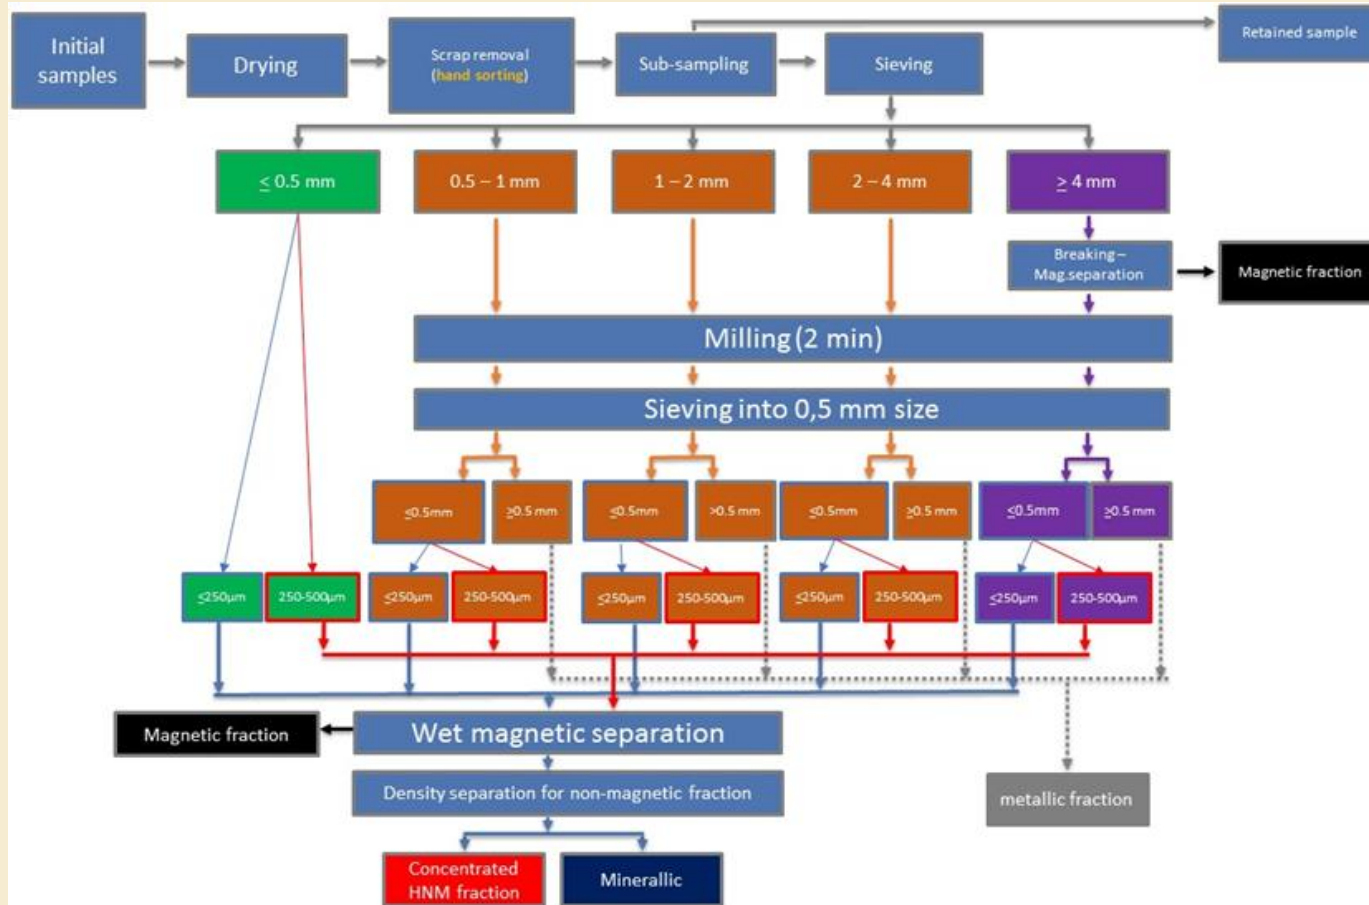 Initial
samples
Drying
Scrap removal
(hand sorting)
Sub-sampling
Sieving
Retained sample
≤ 0.5 mm
0.5 – 1 mm
1 – 2 mm
2 – 4 mm
≥ 4 mm
Breaking –
Mag.separation
Magnetic fraction
Milling (2 min)
Sieving into 0,5 mm size
≤0.5mm
≥0.5 mm
≤0.5mm
>0.5 mm
≤0.5mm
≥0.5 mm
≤0.5mm
≥0.5 mm
≤250µm
250-500µm
≤250µm
250-500µm
≤250µm
250-500µm
≤250µm
250-500µm
≤250µm
250-500µm
Magnetic fraction
Wet magnetic separation
Density separation for non-magnetic fraction
metallic fraction
Concentrated
HNM fraction
Minerallic